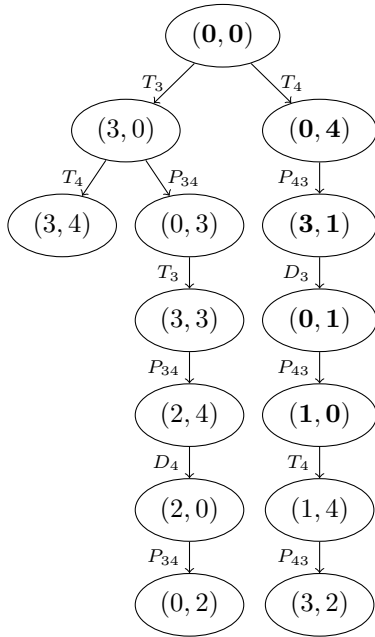 (0, 0)
T₃ T₄
(3, 0) (0, 4)
T₄ P₃₄ P₄₃
(3, 4) (0, 3) (3, 1)
T₃ D₃
(3, 3) (0, 1)
P₃₄ P₄₃
(2, 4) (1, 0)
D₄ T₄
(2, 0) (1, 4)
P₃₄ P₄₃
(0, 2) (3, 2)